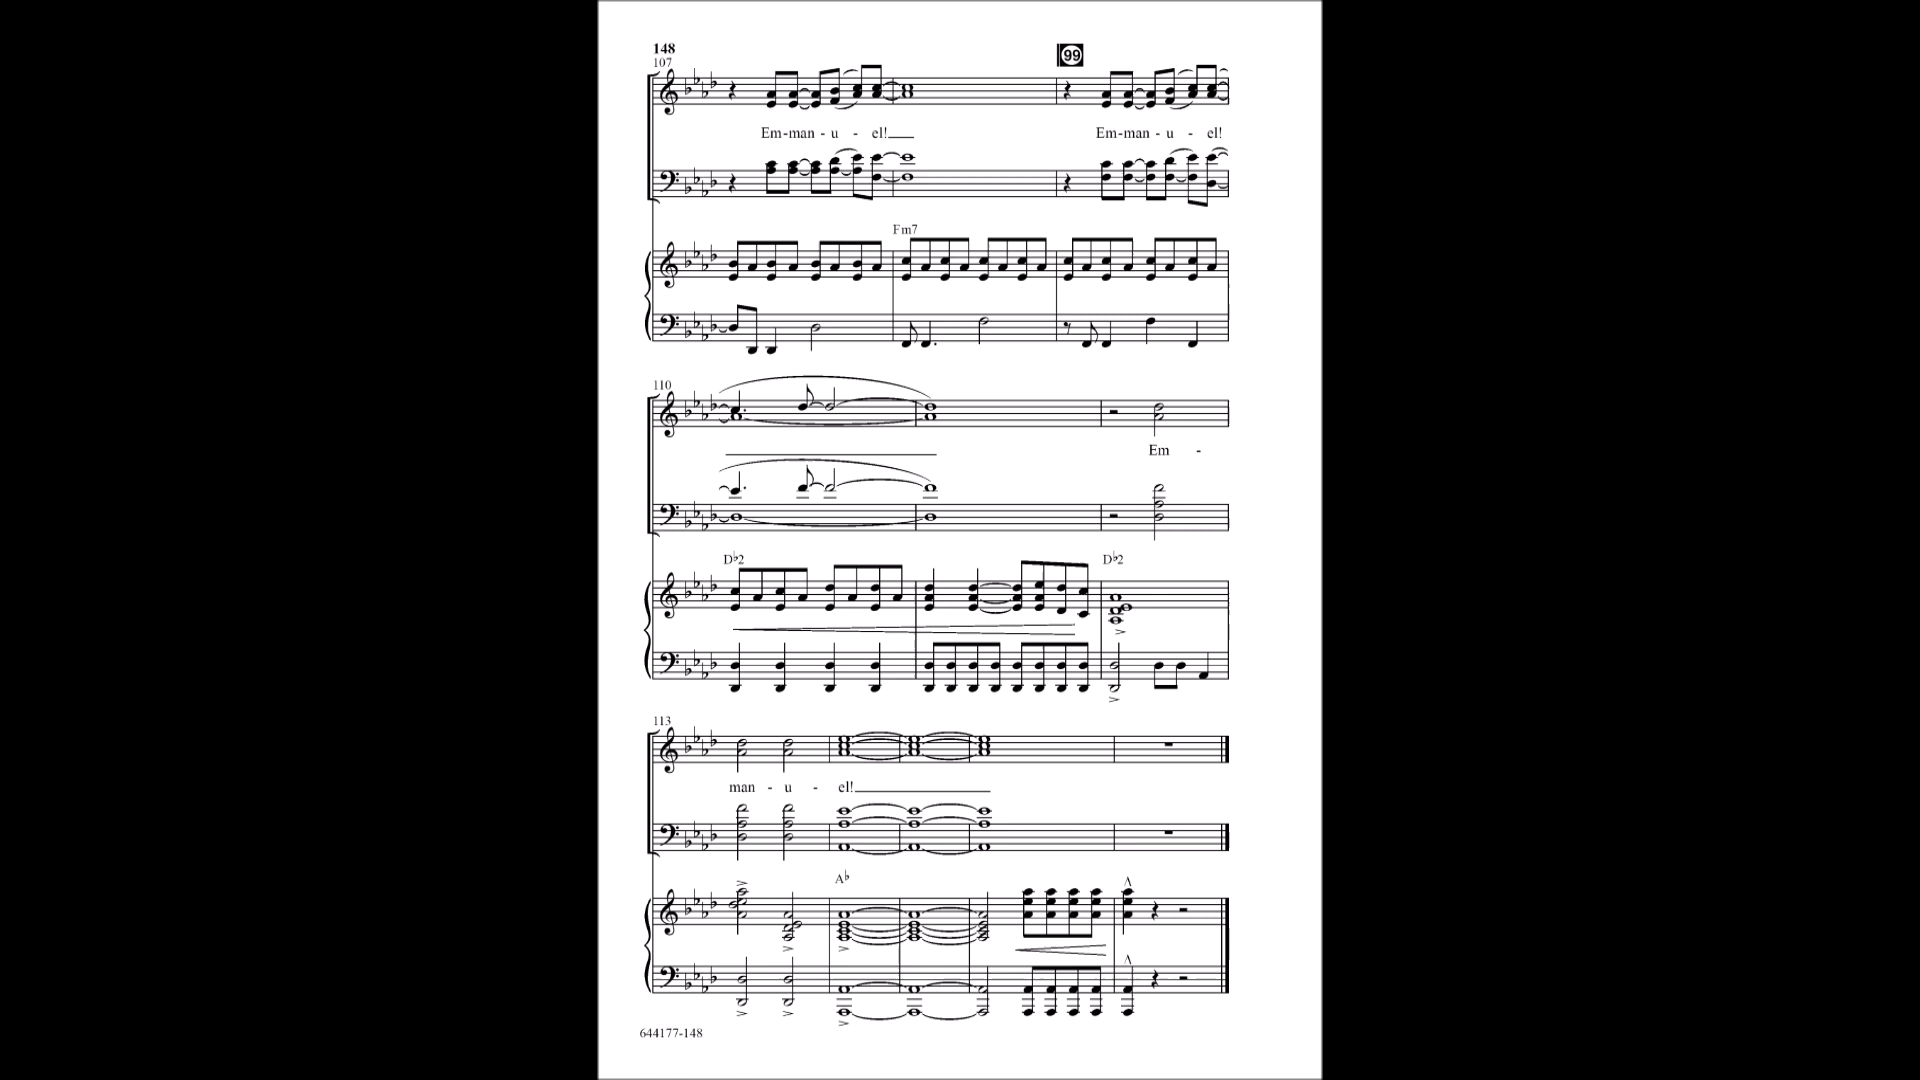 148
107
99
Em-man - u - el!
Em-man - u - el!
Fm7
110
Em -
D♭2
D♭2
113
man - u - el!
A♭
644177-148